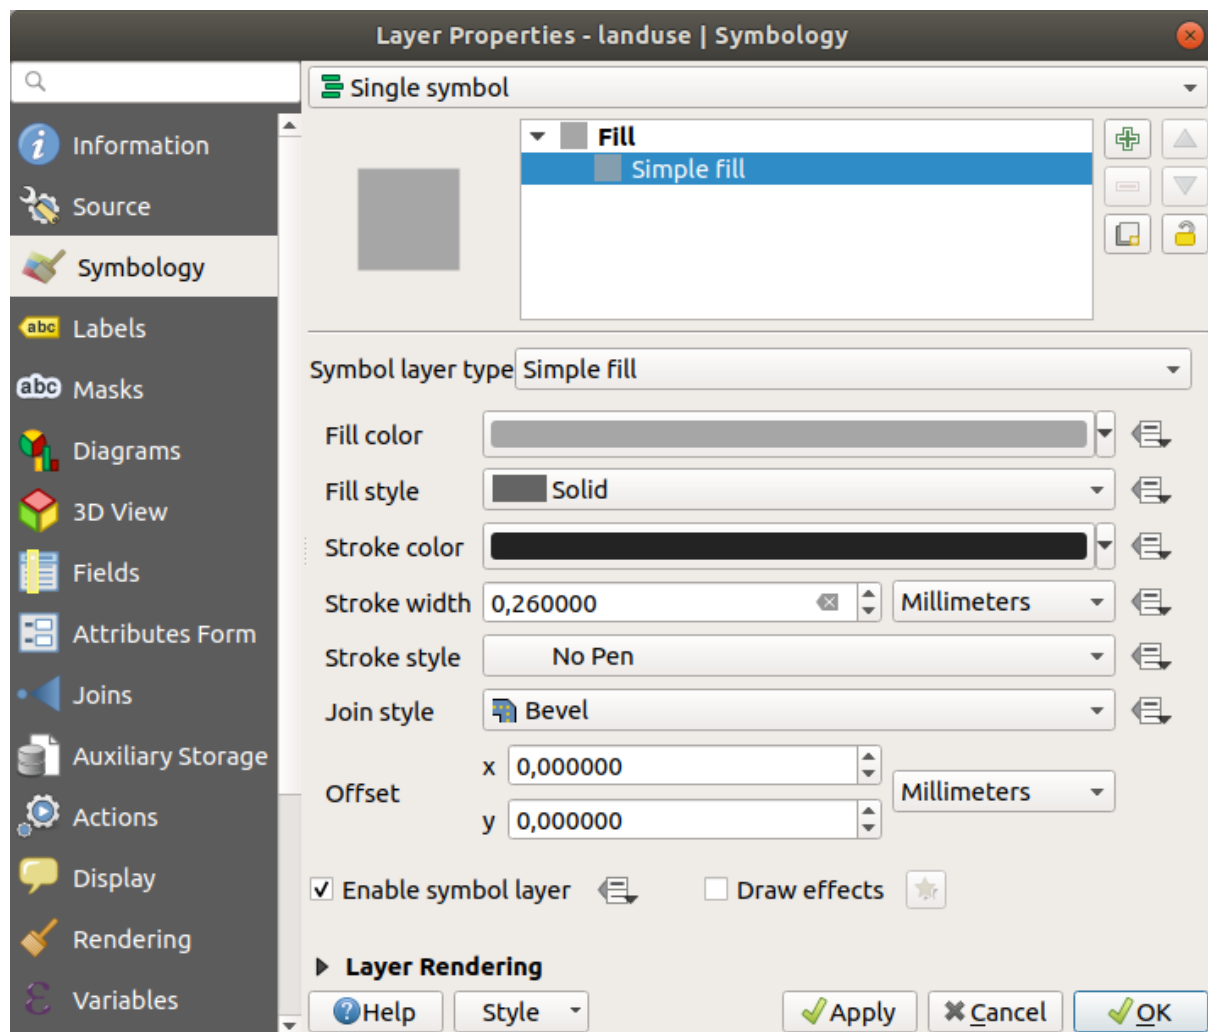 Layer Properties - landuse | Symbology
Single symbol
Information
Source
Symbology
abc Labels
abc Masks
Diagrams
3D View
Fields
Attributes Form
Joins
Auxiliary Storage
Actions
Display
Rendering
Variables
Fill
Simple fill
Symbol layer type Simple fill
Fill color
Fill style Solid
Stroke color
Stroke width 0,260000 Millimeters
Stroke style No Pen
Join style Bevel
Offset x 0,000000 Millimeters
y 0,000000
Enable symbol layer Draw effects
Layer Rendering
Help Style Apply Cancel OK